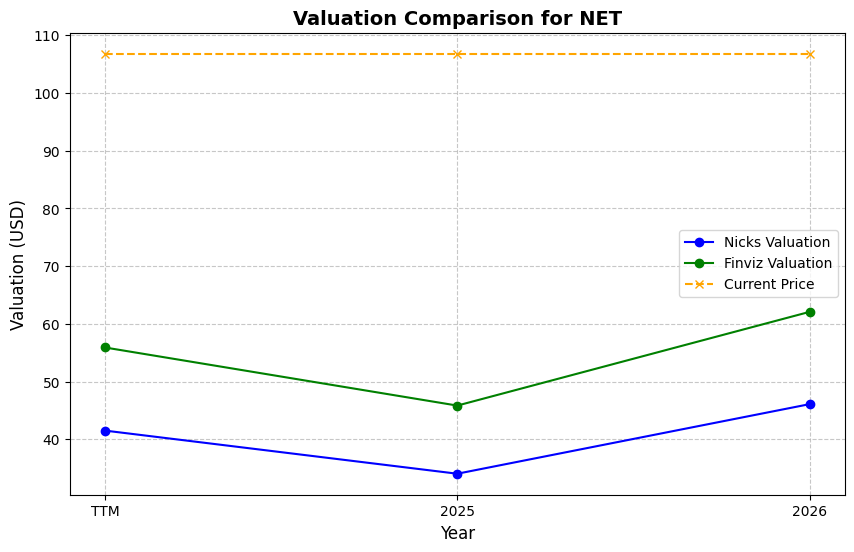 Valuation Comparison for NET
110
100
90
80
70
60
50
40
Valuation (USD)
Nicks Valuation
Finviz Valuation
Current Price
TTM
2025
2026
Year